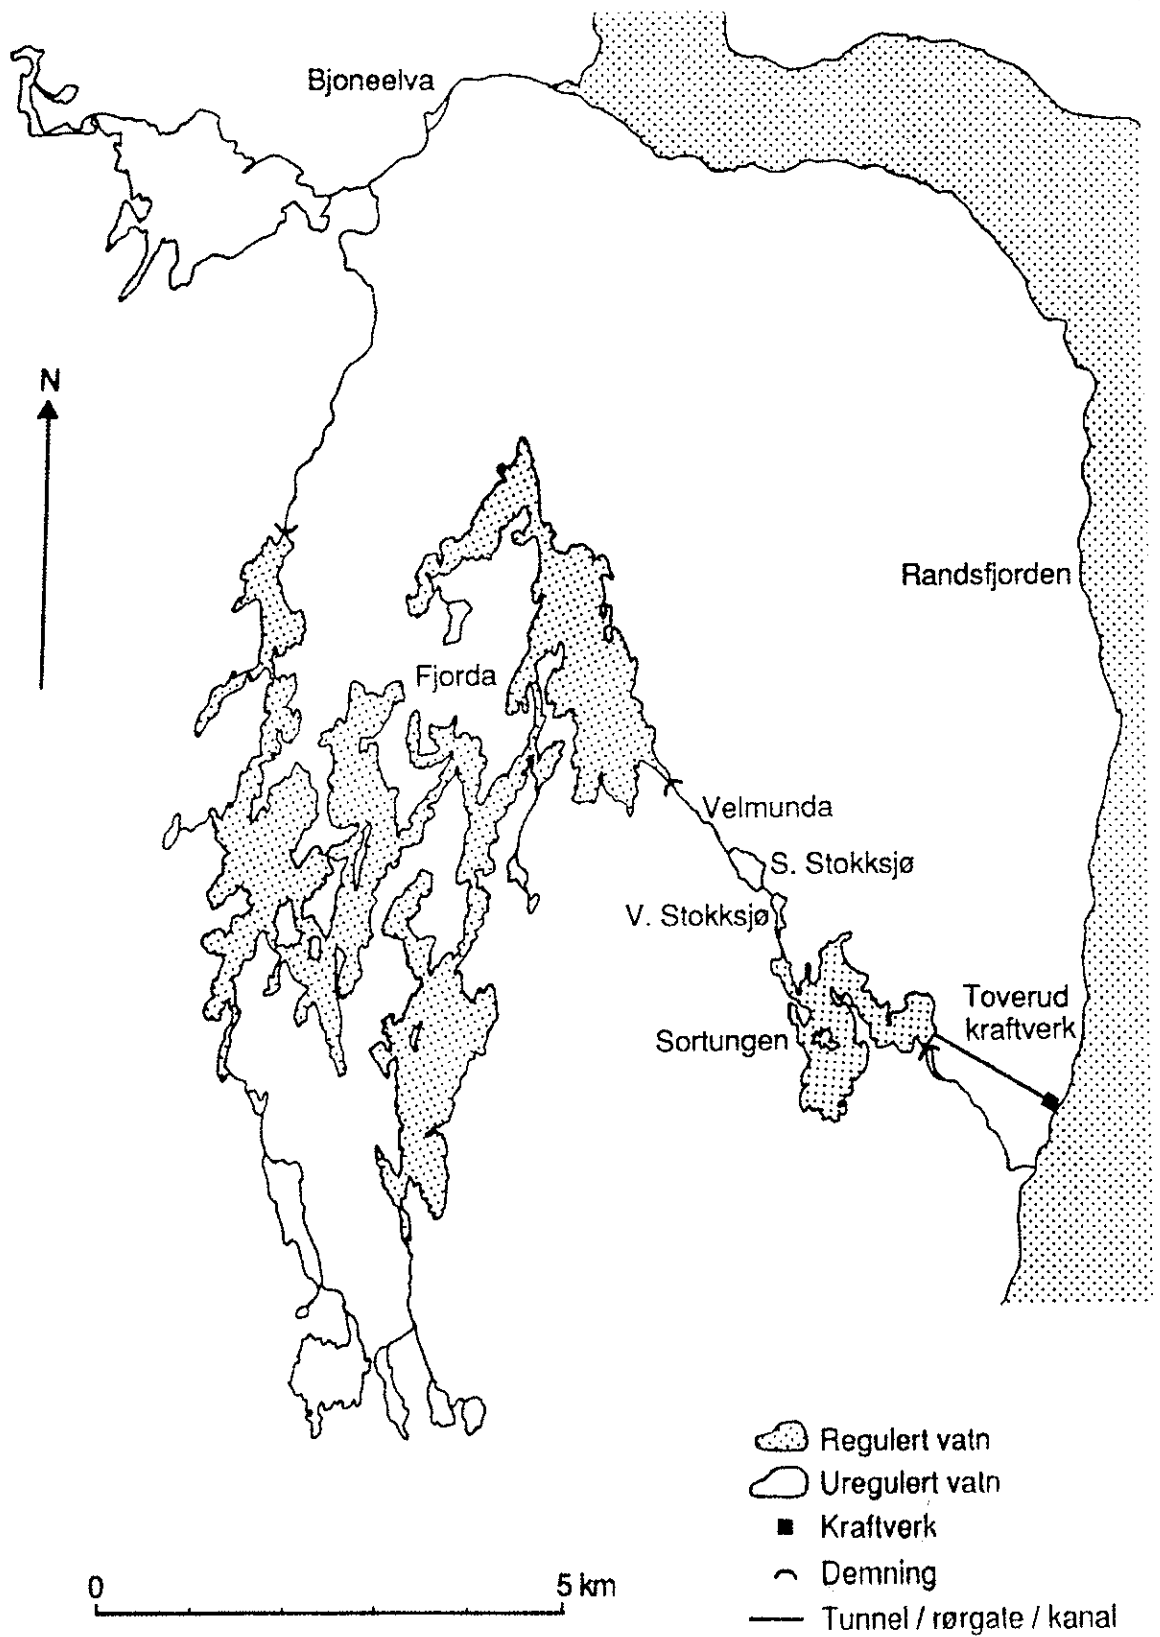 Bjoneelva
N
Randsfjorden
Fjorda
Velmunda
S. Stokksjø
V. Stokksjø
Toverud
kraftverk
Sortungen
Regulert vatn
Uregulert vatn
Kraftverk
Demning
Tunnel / rørgate / kanal
0 5 km